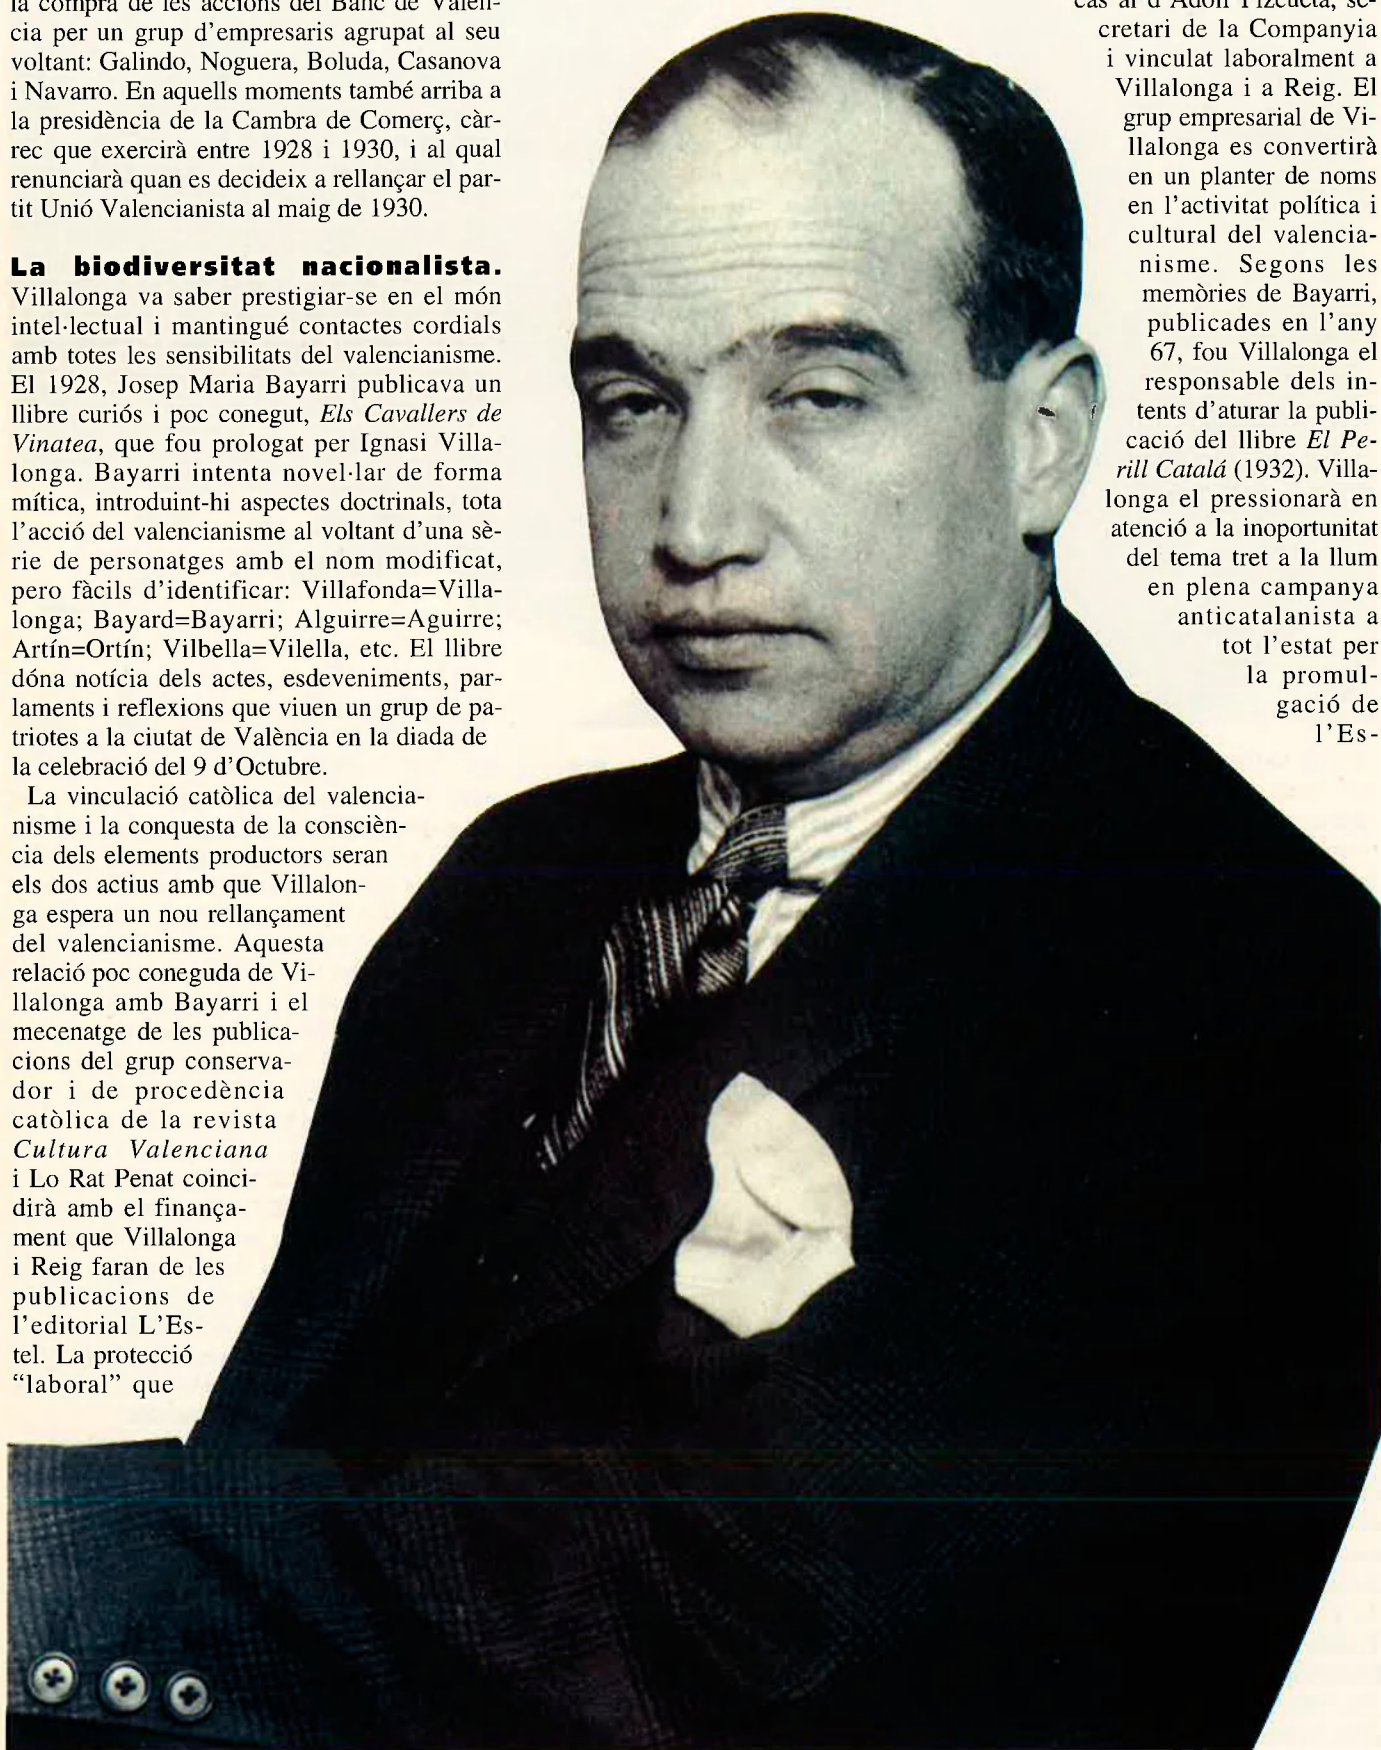 la compra de les accions del Banc de Valèn-
cia per un grup d'empresaris agrupat al seu
voltant: Galindo, Noguera, Boluda, Casanova
i Navarro. En aquells moments també arriba a
la presidència de la Cambra de Comerç, càr-
rec que exercirà entre 1928 i 1930, i al qual
renunciarà quan es decideix a rellançar el par-
tit Unió Valencianista al maig de 1930.
La biodiversitat nacionalista.
Villalonga va saber prestigiar-se en el món
intel·lectual i mantingué contactes cordials
amb totes les sensibilitats del valencianisme.
El 1928, Josep Maria Bayarri publicava un
llibre curiós i poc conegut, Els Cavallers de
Vinatea, que fou prologat per Ignasi Villa-
longa. Bayarri intenta novel·lar de forma
mítica, introduint-hi aspectes doctrinals, tota
l'acció del valencianisme al voltant d'una sè-
rie de personatges amb el nom modificat,
pero fàcils d'identificar: Villafonda=Villa-
longa; Bayard=Bayarri; Alguirre=Aguirre;
Artín=Ortín; Vilbella=Vilella, etc. El llibre
dóna notícia dels actes, esdeveniments, par-
laments i reflexions que viuen un grup de pa-
triotes a la ciutat de València en la diada de
la celebració del 9 d'Octubre.
La vinculació catòlica del valencia-
nisme i la conquesta de la conscièn-
cia dels elements productors seran
els dos actius amb que Villalon-
ga espera un nou rellançament
del valencianisme. Aquesta
relació poc coneguda de Vi-
llalonga amb Bayarri i el
mecenatge de les publica-
cions del grup conserva-
dor i de procedència
catòlica de la revista
Cultura Valenciana
i Lo Rat Penat coinci-
dirà amb el finança-
ment que Villalonga
i Reig faran de les
publicacions de
l'editorial L'Es-
tel. La protecció
“laboral” que
cas al d'Adolf Pizcueta, se-
cretari de la Companyia
i vinculat laboralment a
Villalonga i a Reig. El
grup empresarial de Vi-
llalonga es convertirà
en un planter de noms
en l'activitat política i
cultural del valencia-
nisme. Segons les
memòries de Bayarri,
publicades en l'any
67, fou Villalonga el
responsable dels in-
tents d'aturar la publi-
cació del llibre El Pe-
rill Catalá (1932). Villa-
longa el pressionarà en
atenció a la inoportunitat
del tema tret a la llum
en plena campanya
anticatalanista a
tot l'estat per
la promul-
gació de
l'Es-